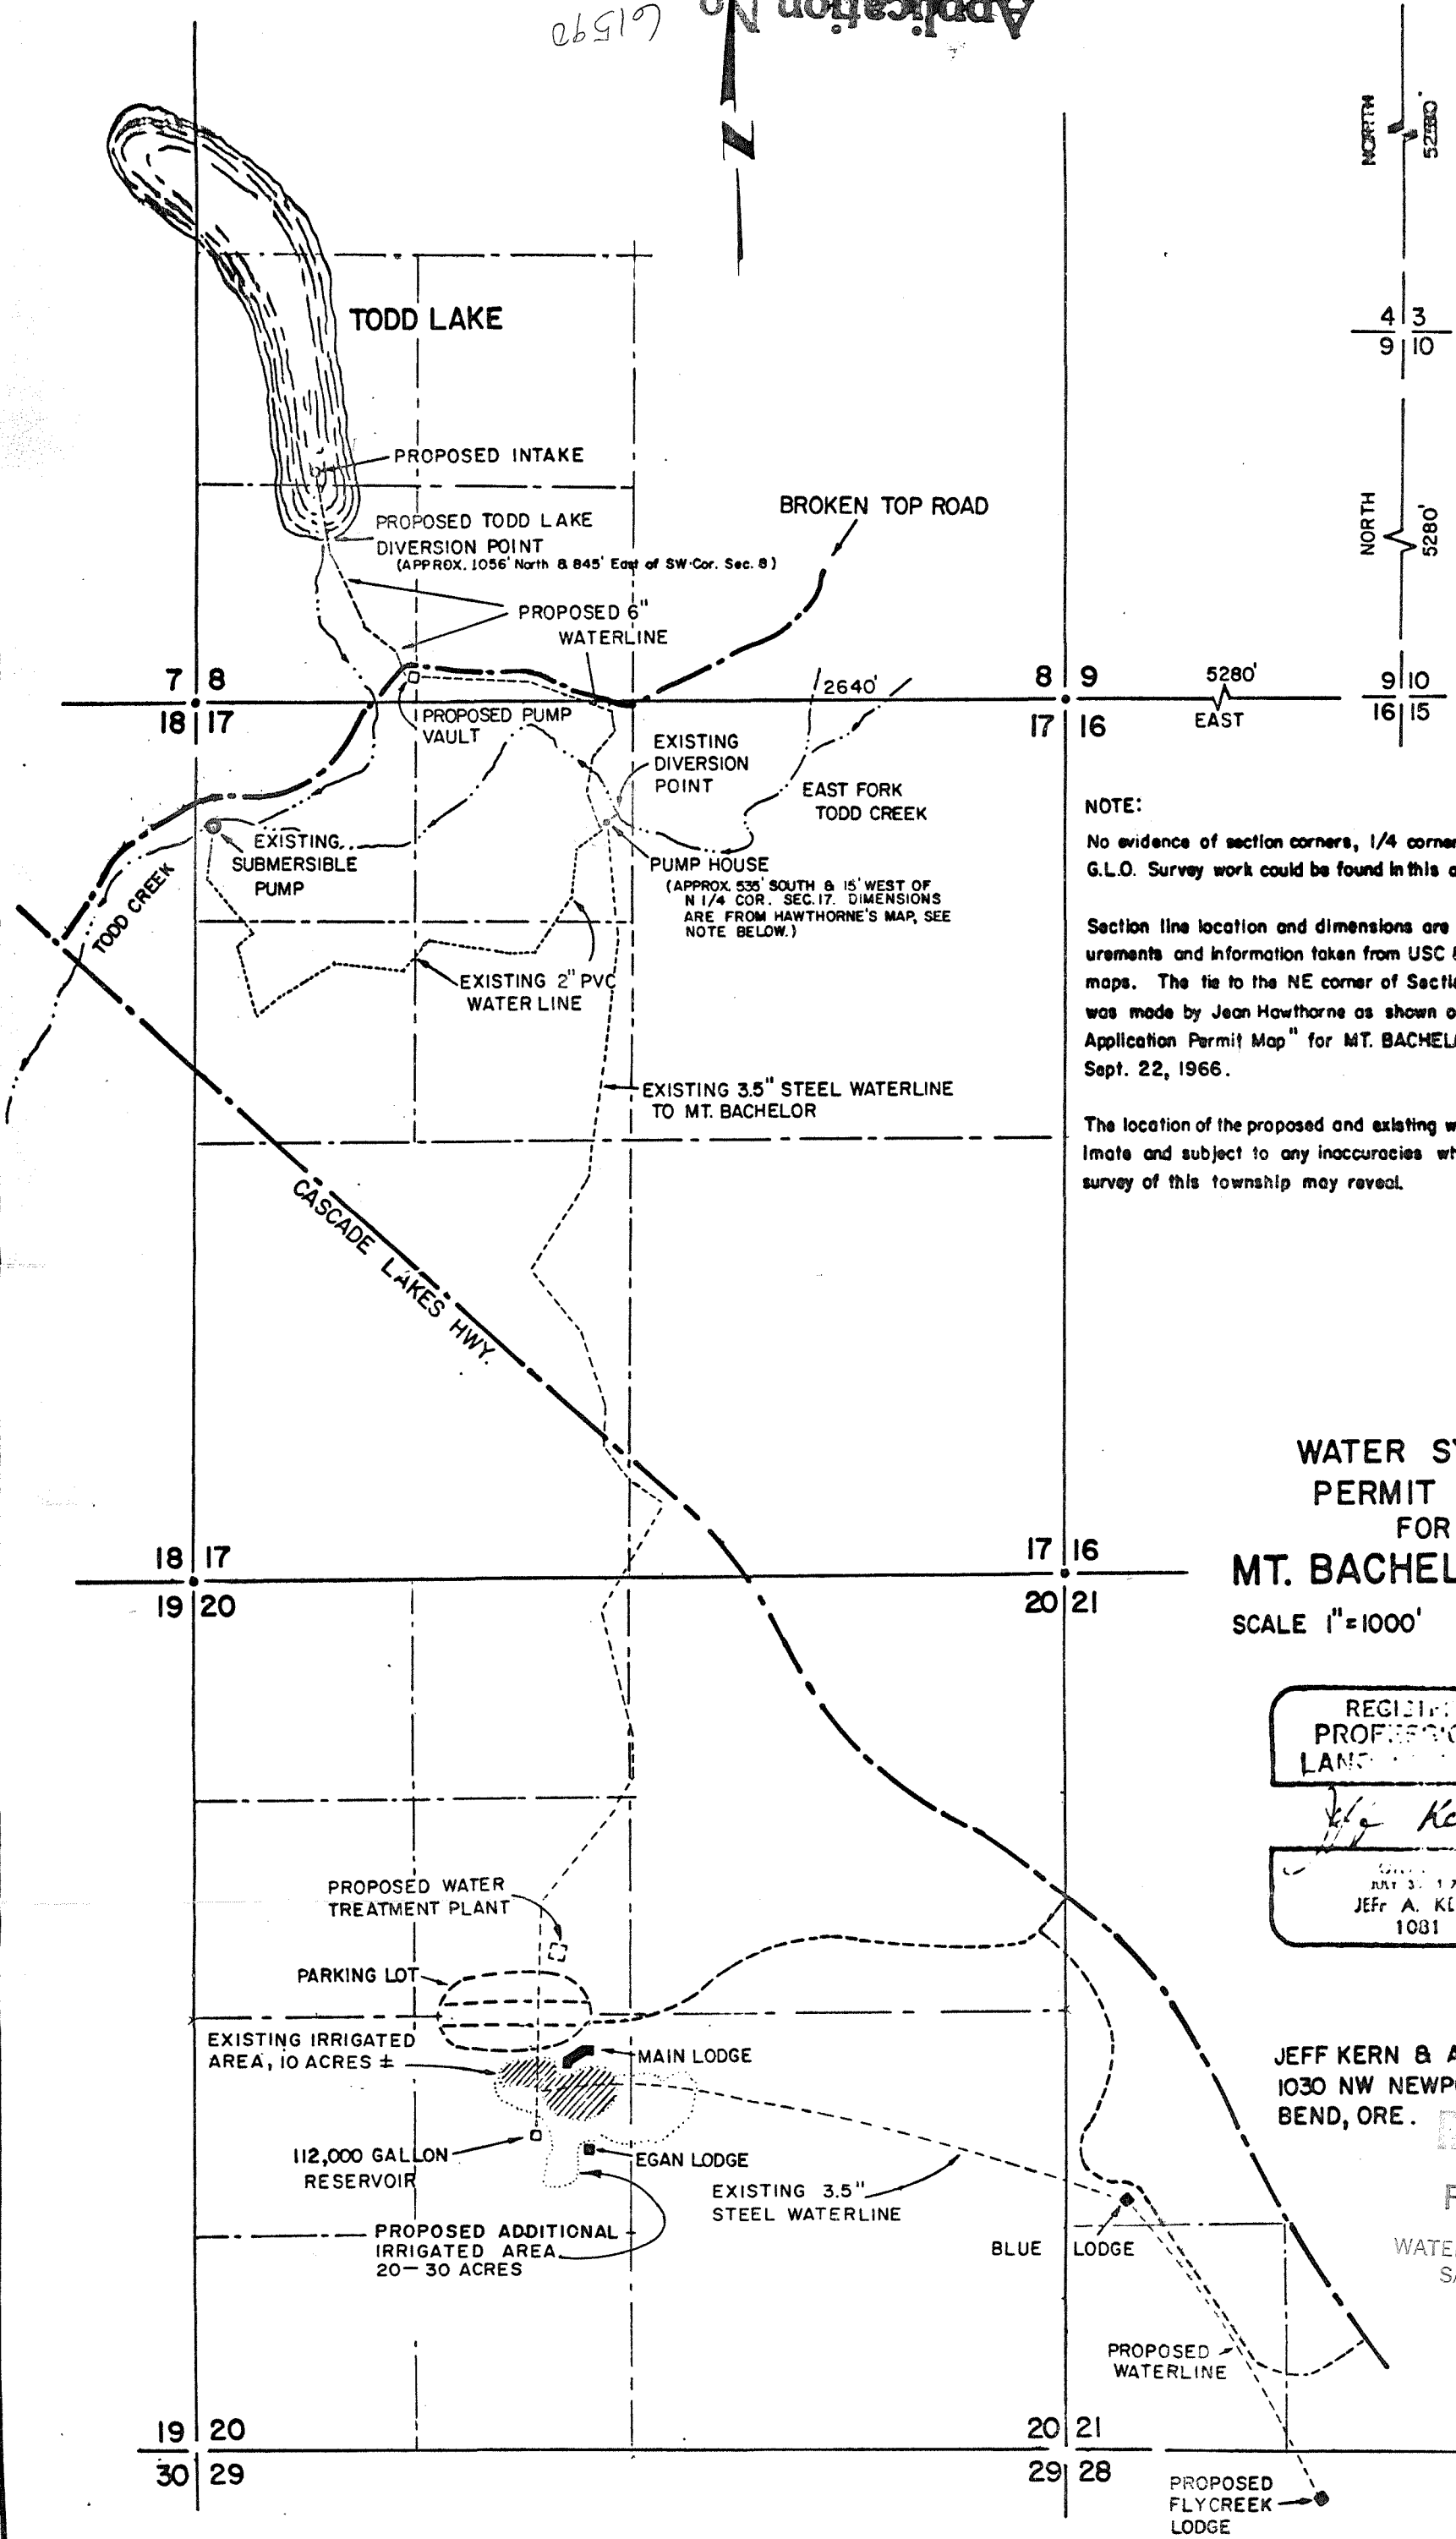 Application No.
61590
N
NORTH
5280'
4 3
9 10
TODD LAKE
PROPOSED INTAKE
BROKEN TOP ROAD
PROPOSED TODD LAKE
DIVERSION POINT
(APPROX. 1056' North & 845' East of SW-Cor. Sec. 8)
NORTH
5280'
PROPOSED 6"
WATERLINE
7 8
18 17
2640'
8 9
17 16
5280'
EAST
9 10
16 15
PROPOSED PUMP
VAULT
EXISTING
DIVERSION
POINT
EAST FORK
TODD CREEK
EXISTING
SUBMERSIBLE
PUMP
TODD CREEK
PUMP HOUSE
(APPROX. 535' SOUTH & 15' WEST OF
N 1/4 COR. SEC. 17. DIMENSIONS
ARE FROM HAWTHORNE'S MAP, SEE
NOTE BELOW.)
NOTE:
No evidence of section corners, 1/4 corner
G.L.O. Survey work could be found in this
Section line location and dimensions are
urements and information taken from USC &
maps. The tie to the NE corner of Secti
was made by Jean Hawthorne as shown o
Application Permit Map" for MT. BACHEL
Sept. 22, 1966.
The location of the proposed and existing w
imate and subject to any inaccuracies wh
survey of this township may reveal.
EXISTING 2" PVC
WATER LINE
EXISTING 3.5" STEEL WATERLINE
TO MT. BACHELOR
CASCADE LAKES HWY.
WATER S
PERMIT
FOR
MT. BACHEL
SCALE 1"=1000'
18 17
19 20
17 16
20 21
LAN
JEFF A. KE
1081
PROPOSED WATER
TREATMENT PLANT
PARKING LOT
EXISTING IRRIGATED
AREA, 10 ACRES ±
MAIN LODGE
112,000 GALLON
RESERVOIR
EGAN LODGE
EXISTING 3.5"
STEEL WATERLINE
PROPOSED ADDITIONAL
IRRIGATED AREA
20-30 ACRES
BLUE LODGE
JEFF KERN & A
1030 NW NEWP
BEND, ORE.
WATE
PROPOSED
WATERLINE
19 20
30 29
20 21
29 28
PROPOSED
FLYCREEK
LODGE